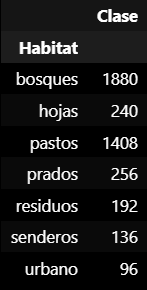 Clase
Habitat
bosques 1880
hojas 240
pastos 1408
prados 256
residuos 192
senderos 136
urbano 96